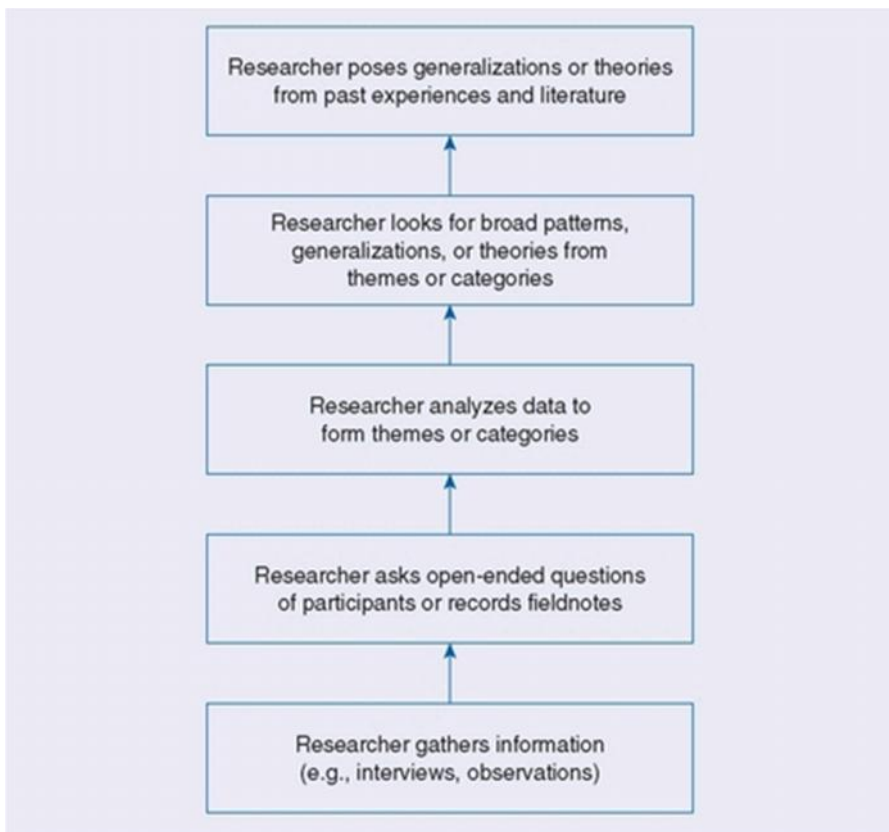 Researcher poses generalizations or theories
from past experiences and literature
Researcher looks for broad patterns,
generalizations, or theories from
themes or categories
Researcher analyzes data to
form themes or categories
Researcher asks open-ended questions
of participants or records fieldnotes
Researcher gathers information
(e.g., interviews, observations)